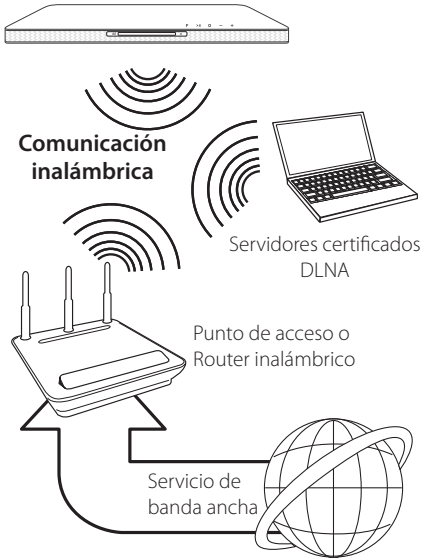 Comunicación
inalámbrica
Servidores certificados
DLNA
Punto de acceso o
Router inalámbrico
Servicio de
banda ancha